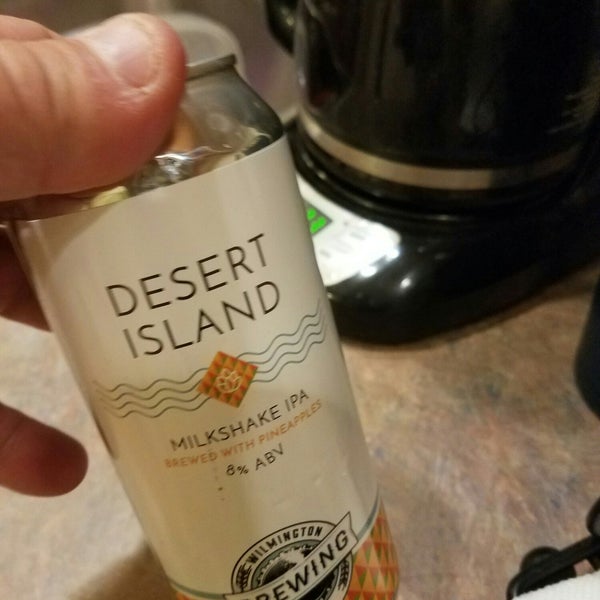 DESERT
ISLAND
MILKSHAKE IPA
BREWED WITH PINEAPPLES
8% ABV
WILMINGTON
BREWING